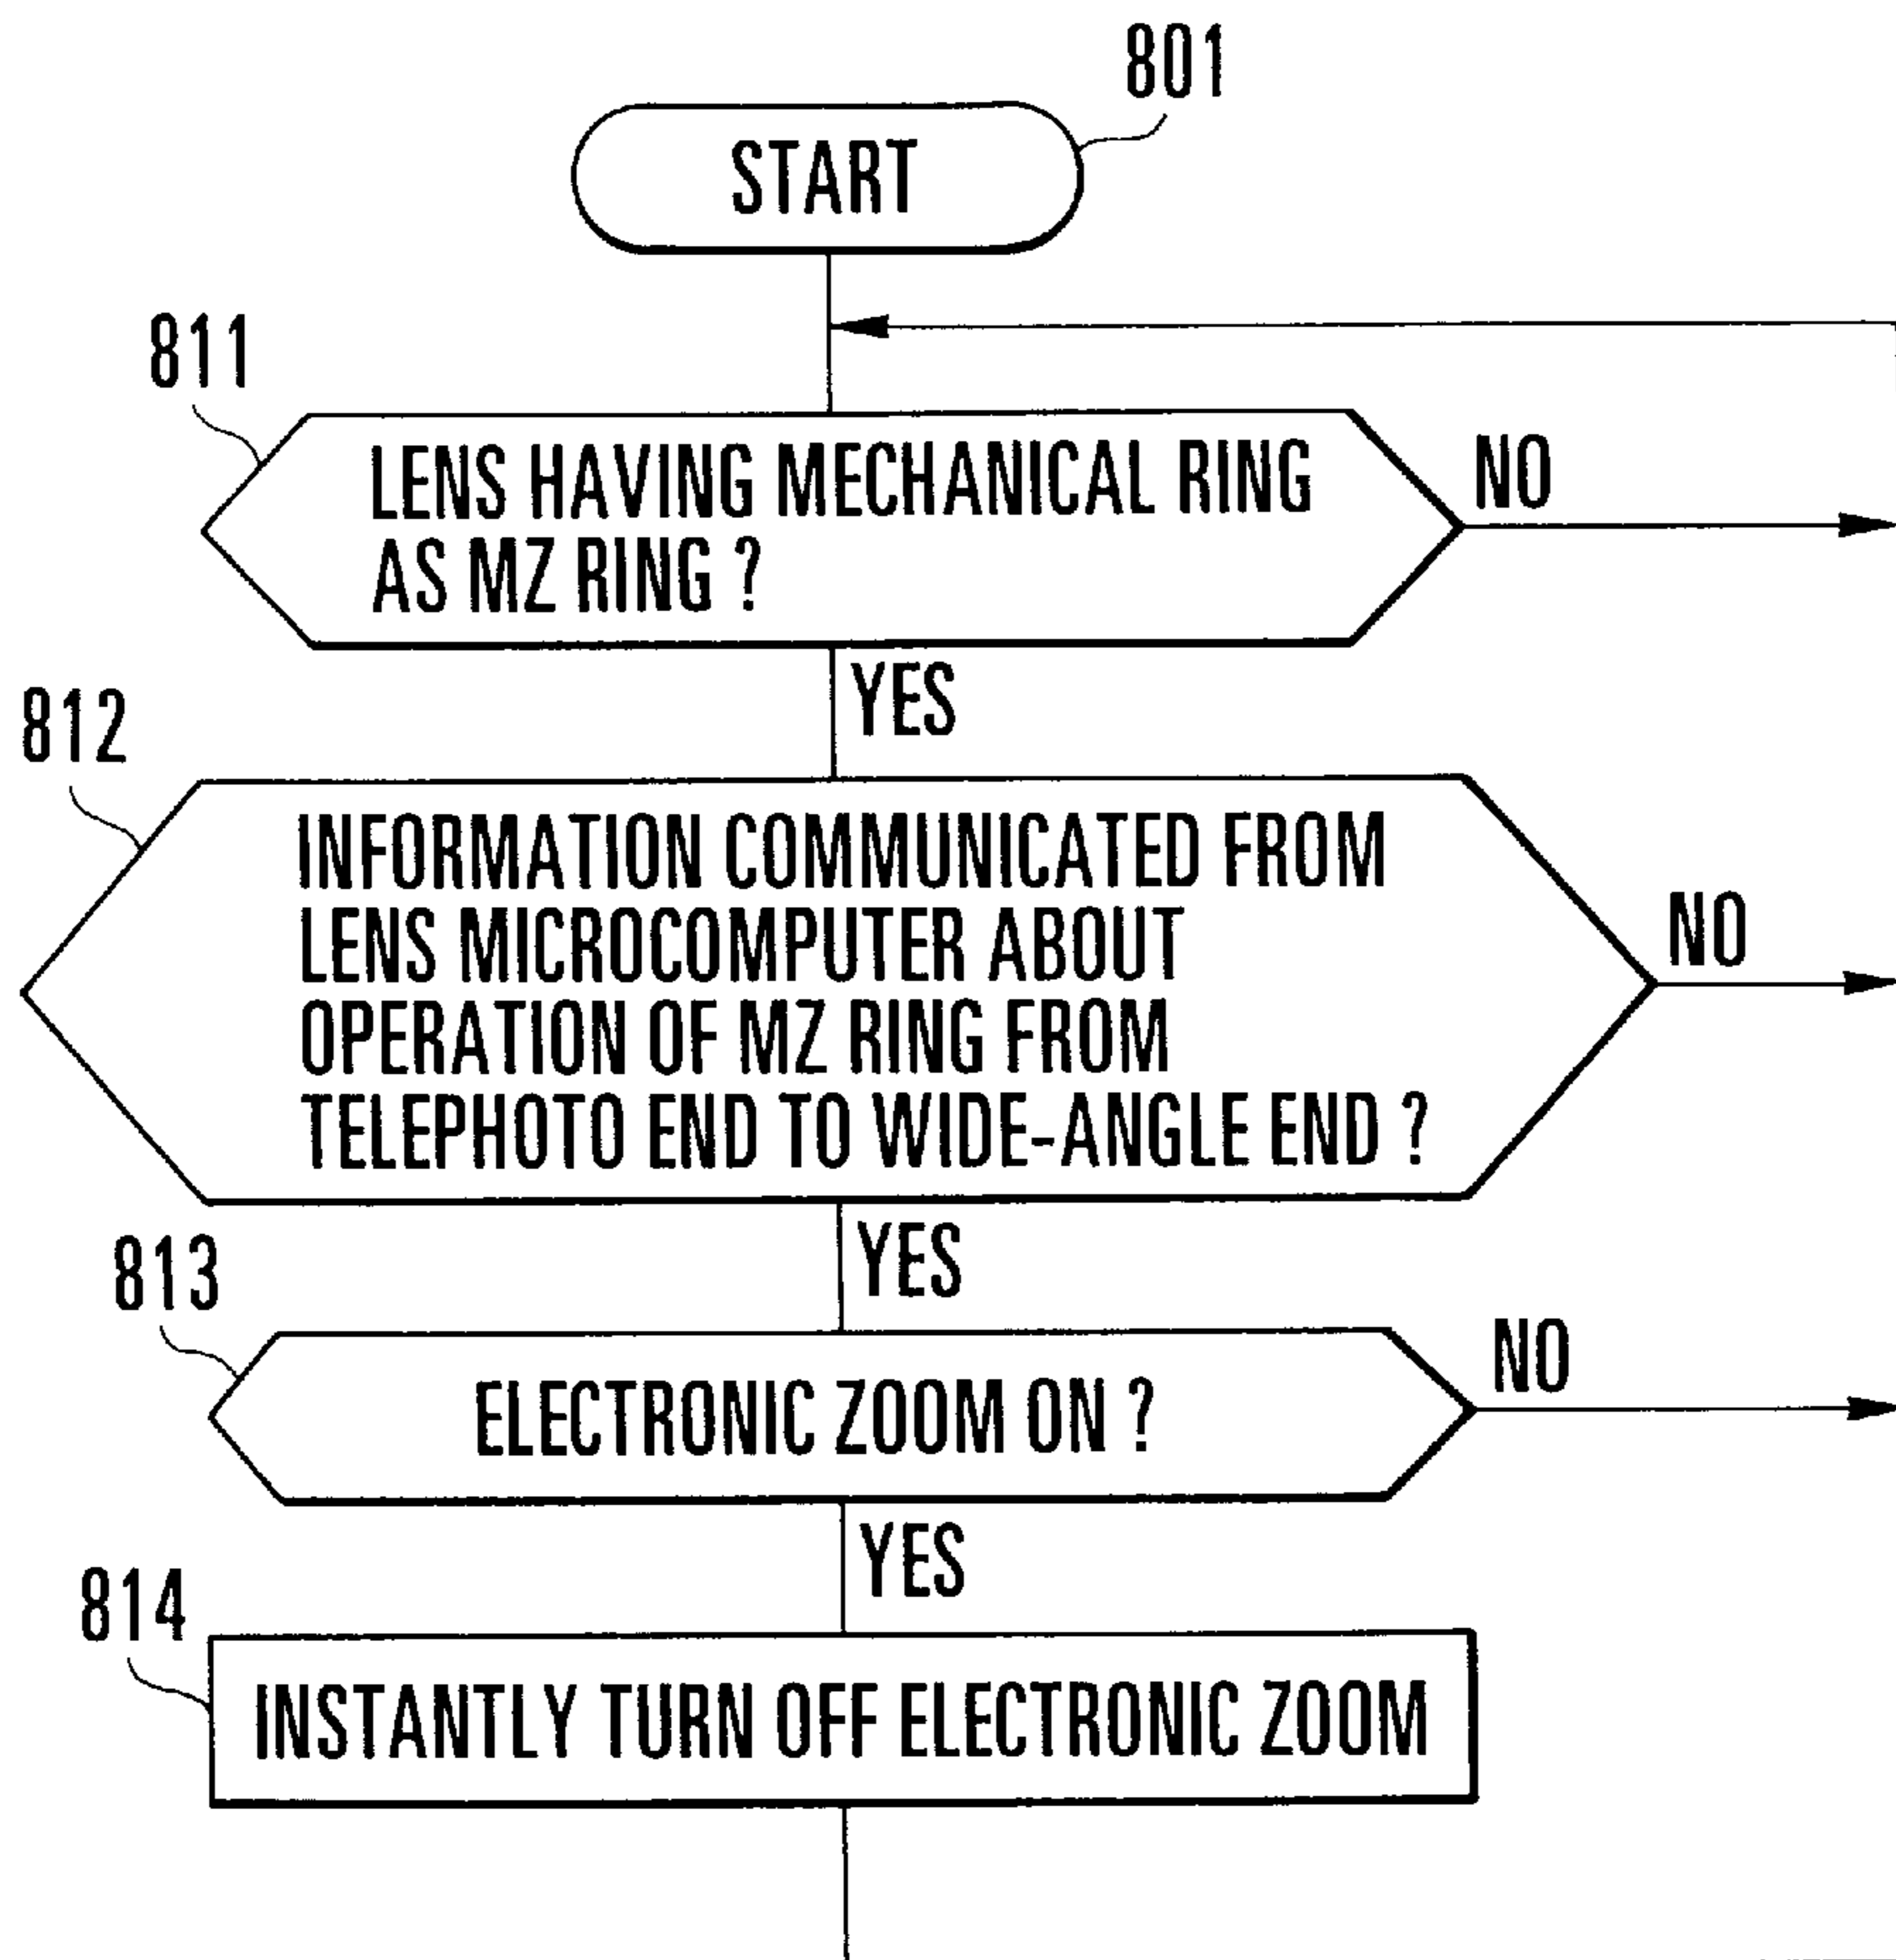 801
START
811
LENS HAVING MECHANICAL RING
AS MZ RING ?
NO
YES
812
INFORMATION COMMUNICATED FROM
LENS MICROCOMPUTER ABOUT
OPERATION OF MZ RING FROM
TELEPHOTO END TO WIDE-ANGLE END ?
NO
YES
813
ELECTRONIC ZOOM ON ?
NO
YES
814
INSTANTLY TURN OFF ELECTRONIC ZOOM